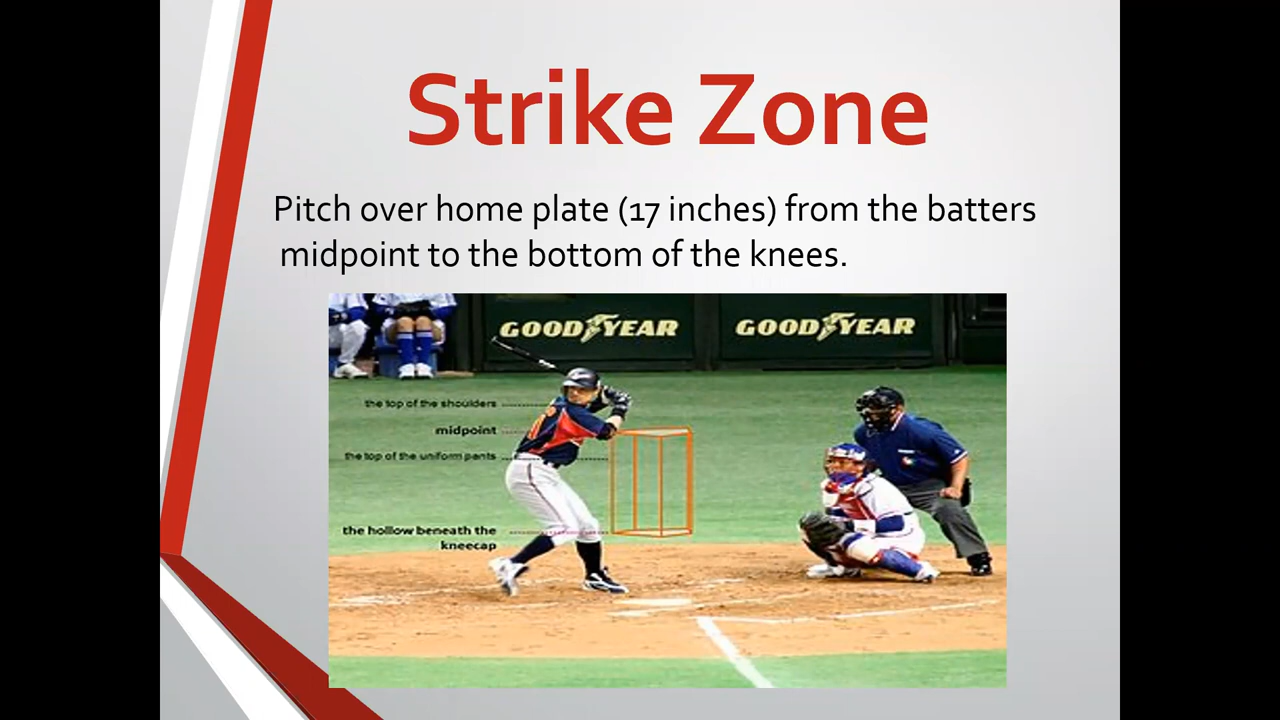 Strike Zone
Pitch over home plate (17 inches) from the batters
midpoint to the bottom of the knees.
GOODYEAR
GOODYEAR
the top of the shoulders
midpoint
the top of the uniform pants
the hollow beneath the
kneecap